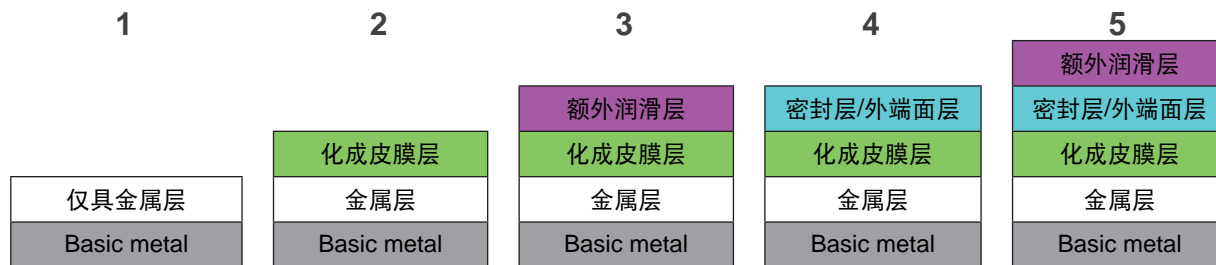 1
2
3
4
5
额外润滑层
额外润滑层
密封层/外端面层
密封层/外端面层
化成皮膜层
化成皮膜层
化成皮膜层
化成皮膜层
仅具金属层
金属层
金属层
金属层
金属层
Basic metal
Basic metal
Basic metal
Basic metal
Basic metal